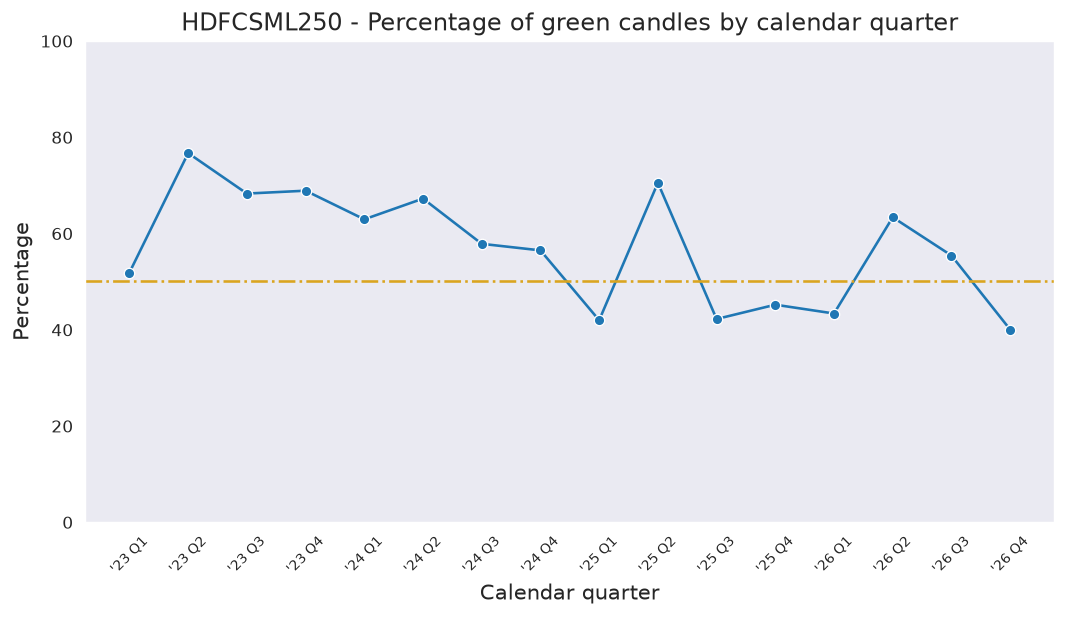 HDFCSML250 - Percentage of green candles by calendar quarter
Percentage
100
80
60
40
20
0
'23 Q1
'23 Q2
'23 Q3
'23 Q4
'24 Q1
'24 Q2
'24 Q3
'24 Q4
'25 Q1
'25 Q2
'25 Q3
'25 Q4
'26 Q1
'26 Q2
'26 Q3
'26 Q4
Calendar quarter